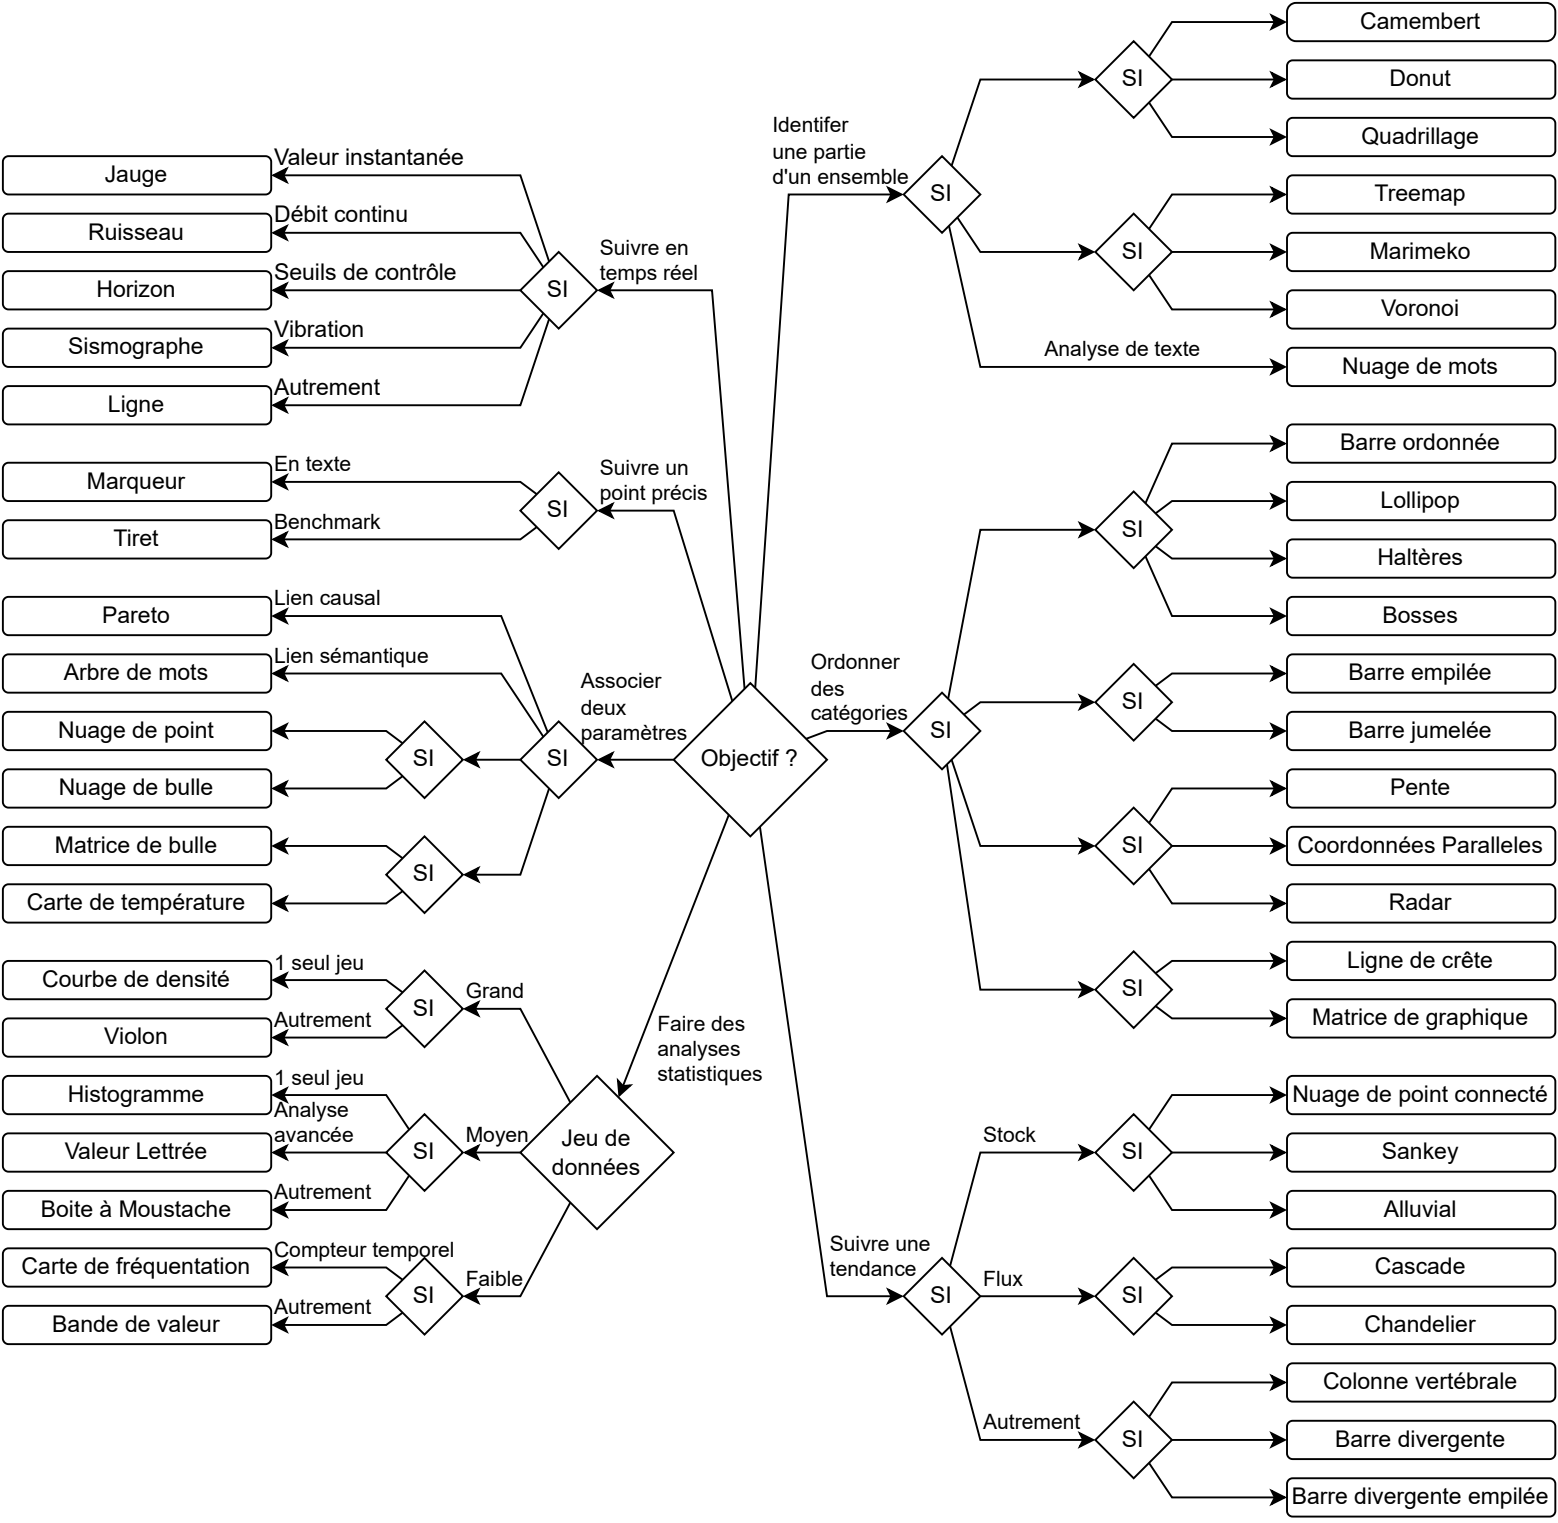 Jauge
Valeur instantanée
Ruisseau
Débit continu
Horizon
Seuils de contrôle
Sismographe
Vibration
Ligne
Autrement
SI
Suivre en
temps réel
Marqueur
En texte
Tiret
Benchmark
SI
Suivre un
point précis
Pareto
Lien causal
Arbre de mots
Lien sémantique
Nuage de point
Nuage de bulle
SI
Matrice de bulle
Carte de température
SI
SI
Associer
deux
paramètres
Objectif ?
Courbe de densité
1 seul jeu
Violon
Autrement
SI
Grand
Histogramme
1 seul jeu
Valeur Lettrée
Analyse
avancée
Boite à Moustache
Autrement
SI
Moyen
Carte de fréquentation
Compteur temporel
Bande de valeur
Autrement
SI
Faible
Jeu de
données
Faire des
analyses
statistiques
Identifer
une partie
d'un ensemble
SI
SI
Camembert
Donut
Quadrillage
SI
Treemap
Marimeko
Voronoi
Analyse de texte
Nuage de mots
Ordonner
des
catégories
SI
SI
Barre ordonnée
Lollipop
Haltères
Bosses
SI
Barre empilée
Barre jumelée
SI
Pente
Coordonnées Paralleles
Radar
SI
Ligne de crête
Matrice de graphique
Suivre une
tendance
SI
Stock
SI
Nuage de point connecté
Sankey
Alluvial
Flux
SI
Cascade
Chandelier
Autrement
SI
Colonne vertébrale
Barre divergente
Barre divergente empilée